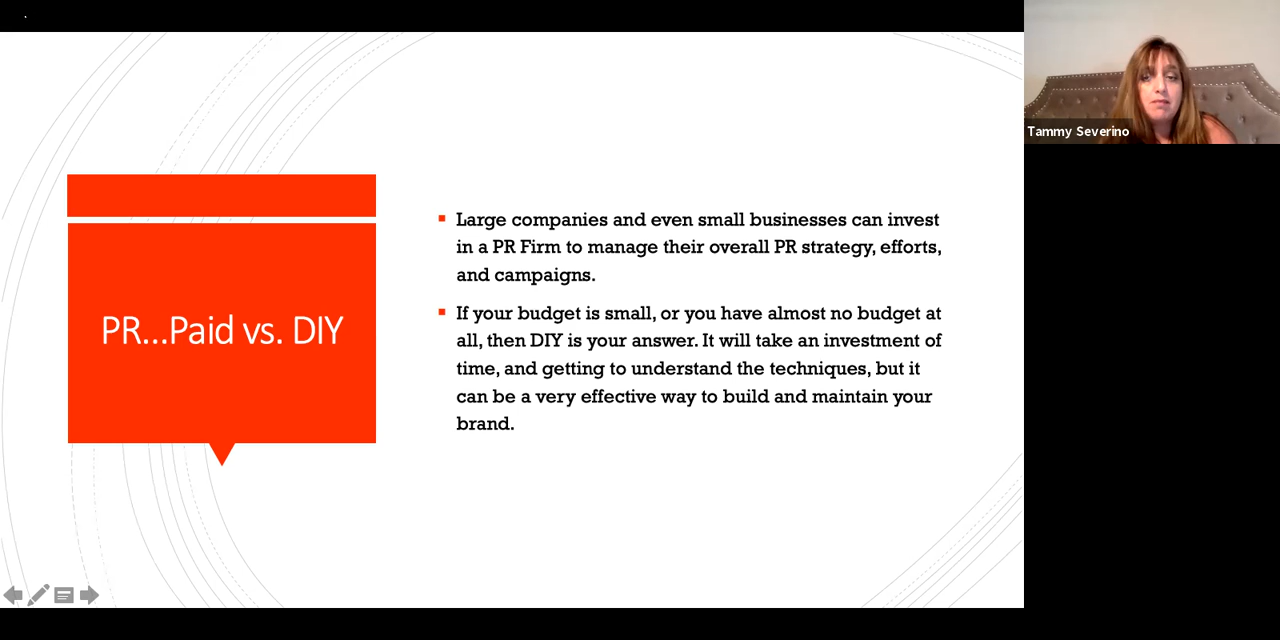 PR...Paid vs. DIY
Large companies and even small businesses can invest
in a PR Firm to manage their overall PR strategy, efforts,
and campaigns.
If your budget is small, or you have almost no budget at
all, then DIY is your answer. It will take an investment of
time, and getting to understand the techniques, but it
can be a very effective way to build and maintain your
brand.
Tammy Severino